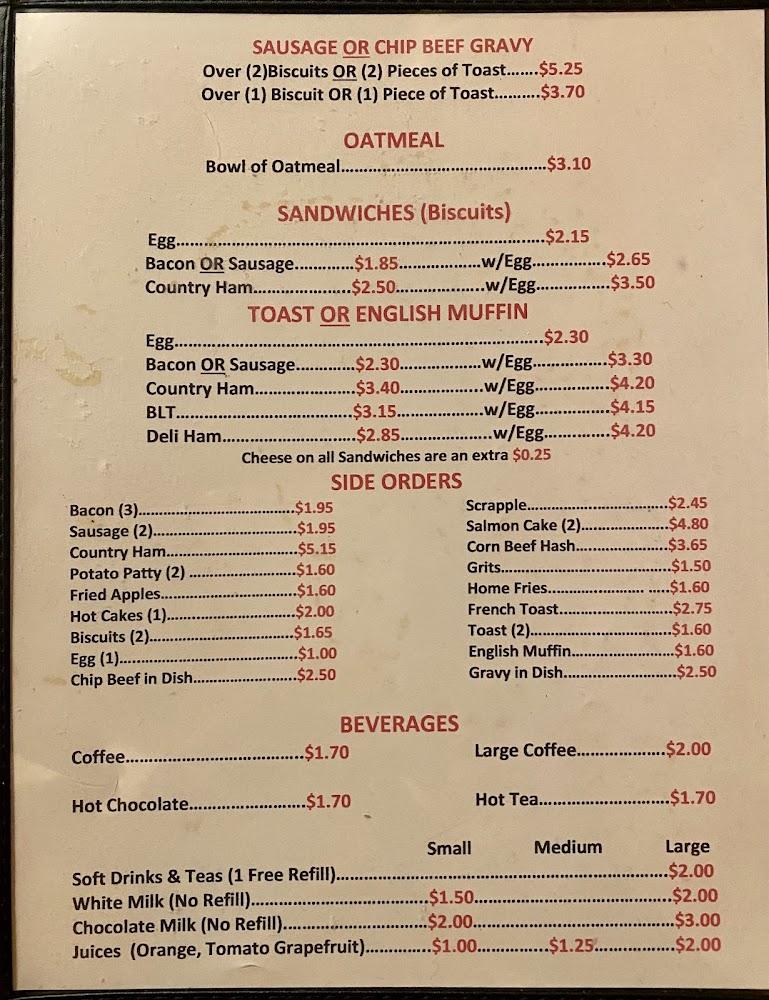 SAUSAGE OR CHIP BEEF GRAVY
Over (2)Biscuits OR (2) Pieces of Toast.......$5.25
Over (1) Biscuit OR (1) Piece of Toast..........$3.70
OATMEAL
Bowl of Oatmeal.................................................$3.10
SANDWICHES (Biscuits)
Egg...............................................................................$2.15
Bacon OR Sausage............$1.85................w/Egg...............$2.65
Country Ham....................$2.50.................w/Egg...............$3.50
TOAST OR ENGLISH MUFFIN
Egg...............................................................................$2.30
Bacon OR Sausage............$2.30................w/Egg...............$3.30
Country Ham....................$3.40.................w/Egg...............$4.20
BLT.....................................$3.15.................w/Egg...............$4.15
Deli Ham............................$2.85..................w/Egg.............$4.20
Cheese on all Sandwiches are an extra $0.25
SIDE ORDERS
Bacon (3)...................................$1.95
Sausage (2)................................$1.95
Country Ham.............................$5.15
Potato Patty (2) ........................$1.60
Fried Apples..............................$1.60
Hot Cakes (1).............................$2.00
Biscuits (2)................................$1.65
Egg (1).......................................$1.00
Chip Beef in Dish.......................$2.50
Scrapple................................$2.45
Salmon Cake (2)....................$4.80
Corn Beef Hash.....................$3.65
Grits......................................$1.50
Home Fries...................... .....$1.60
French Toast.........................$2.75
Toast (2)................................$1.60
English Muffin......................$1.60
Gravy in Dish.........................$2.50
BEVERAGES
Coffee....................................$1.70
Large Coffee....................$2.00
Hot Chocolate.......................$1.70
Hot Tea.............................$1.70
Small Medium Large
Soft Drinks & Teas (1 Free Refill)...................................................................$2.00
White Milk (No Refill)...................................$1.50.......................................$2.00
Chocolate Milk (No Refill).............................$2.00.......................................$3.00
Juices (Orange, Tomato Grapefruit).............$1.00..............$1.25................$2.00